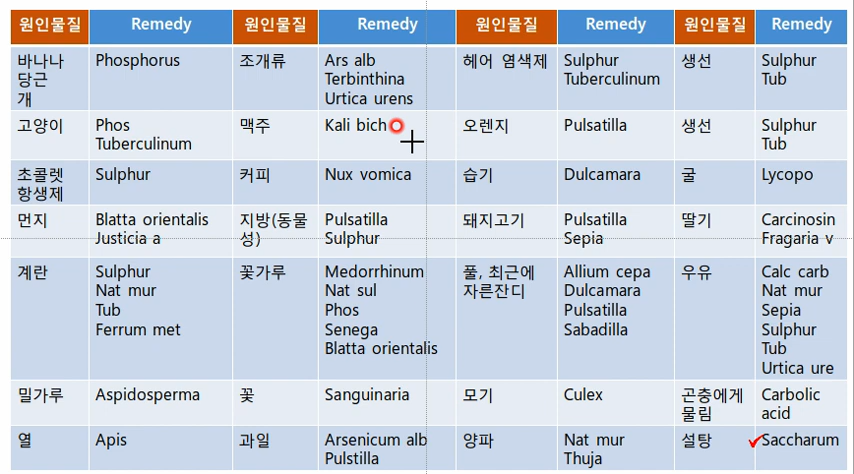 원인물질 Remedy 원인물질 Remedy 원인물질 Remedy 원인물질 Remedy
바나나 Phosphorus 조개류 Ars alb 헤어 염색제 Sulphur 생선 Sulphur
당근 Terbinthina Tuberculinum Tub
개 Urtica urens
고양이 Phos 맥주 Kali bich 오렌지 Pulsatilla 생선 Sulphur
Tuberculinum Tub
초콜렛 Sulphur 커피 Nux vomica 습기 Dulcamara 굴 Lycopo
항생제
먼지 Blatta orientalis 지방(동물 Pulsatilla 돼지고기 Pulsatilla 딸기 Carcinosin
Justicia a 성) Sulphur Sepia Fragaria v
계란 Sulphur 꽃가루 Medorrhinum 풀, 최근에 Allium cepa 우유 Calc carb
Nat mur Nat sul 자른잔디 Dulcamara Nat mur
Tub Phos Pulsatilla Sepia
Ferrum met Senega Sabadilla Sulphur
Blatta orientalis Tub
Urtica ure
밀가루 Aspidosperma 꽃 Sanguinaria 모기 Culex 곤충에게 Carbolic
물림 acid
열 Apis 과일 Arsenicum alb 양파 Nat mur 설탕 Saccharum
Pulstilla Thuja